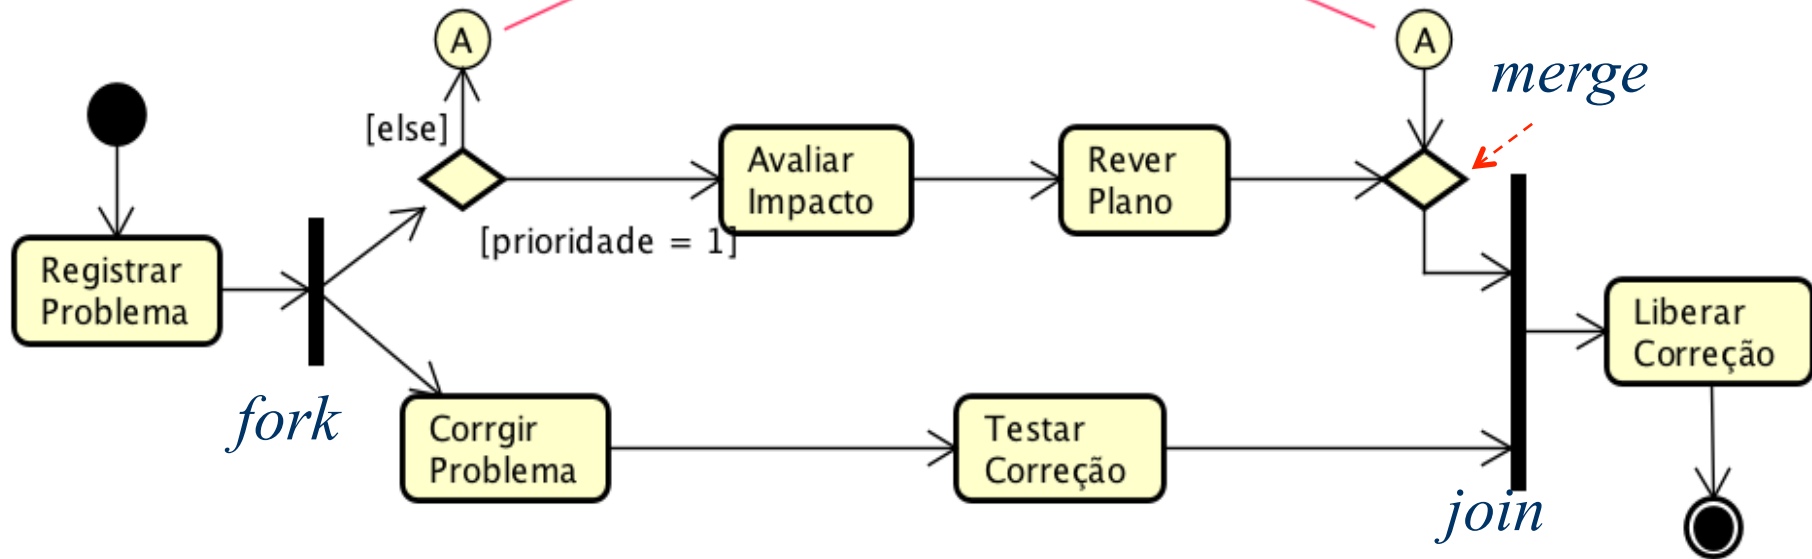 A
A
merge
[else]
Avaliar
Impacto
Rever
Plano
[prioridade = 1]
Registrar
Problema
Liberar
Correção
fork
Corrgir
Problema
Testar
Correção
join